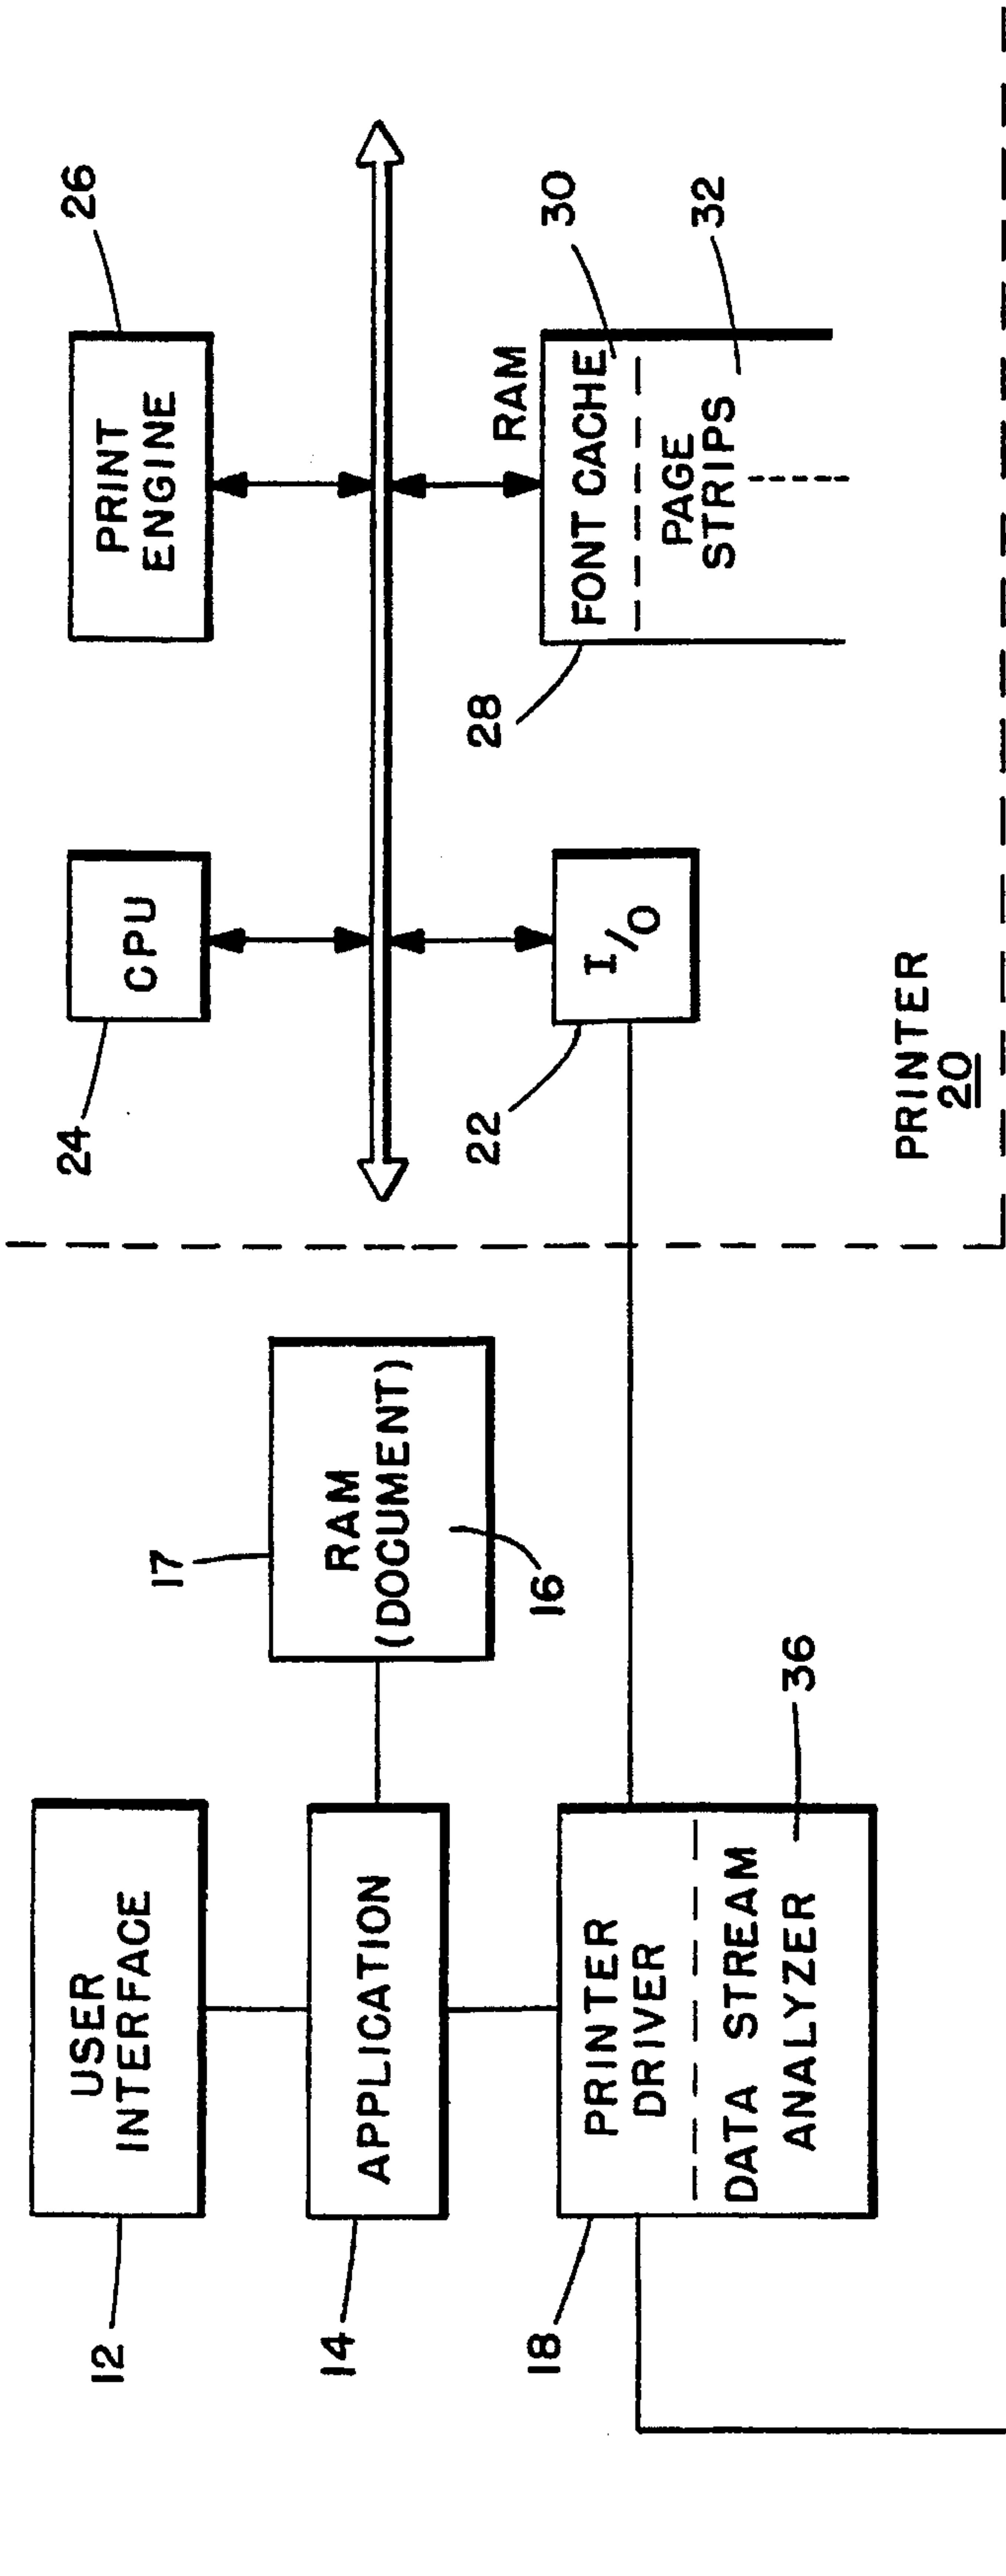 12
USER
INTERFACE
14
APPLICATION
17
RAM
(DOCUMENT)
16
18
PRINTER
DRIVER
DATA STREAM
ANALYZER
36
24
CPU
26
PRINT
ENGINE
22
I/O
28
RAM
FONT CACHE
30
PAGE
STRIPS
32
PRINTER
20